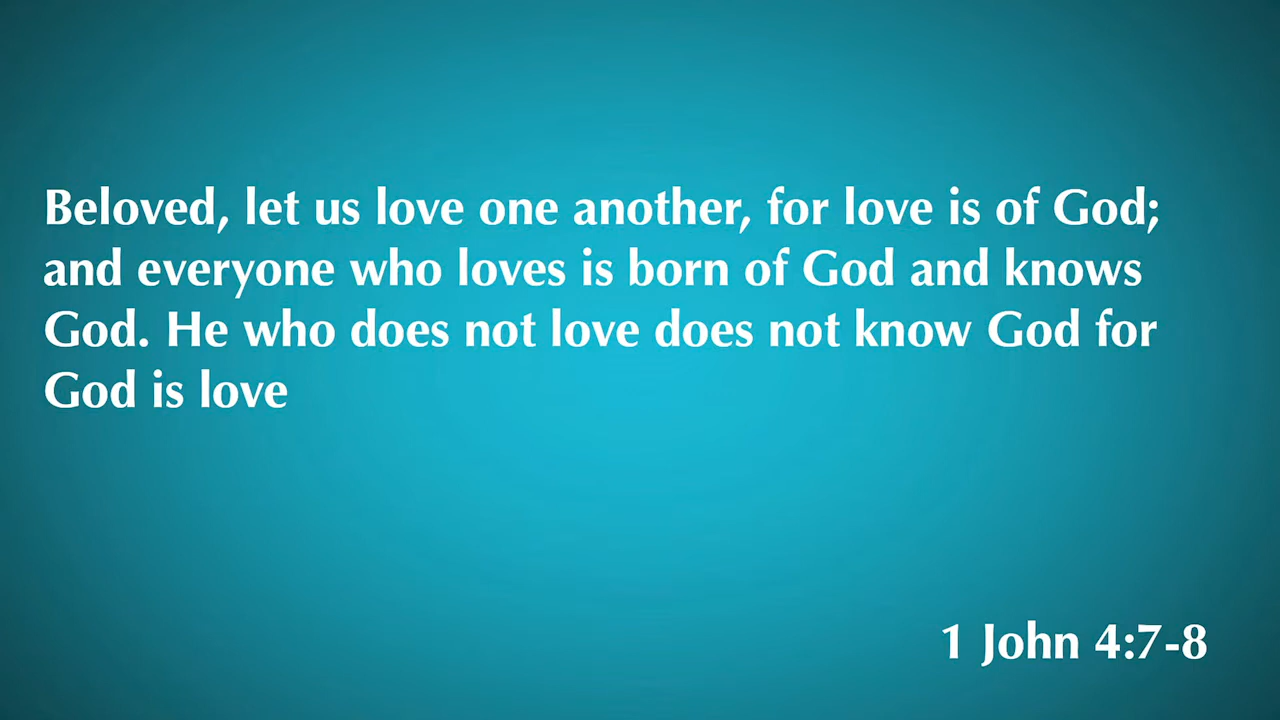 Beloved, let us love one another, for love is of God;
and everyone who loves is born of God and knows
God. He who does not love does not know God for
God is love
1 John 4:7-8